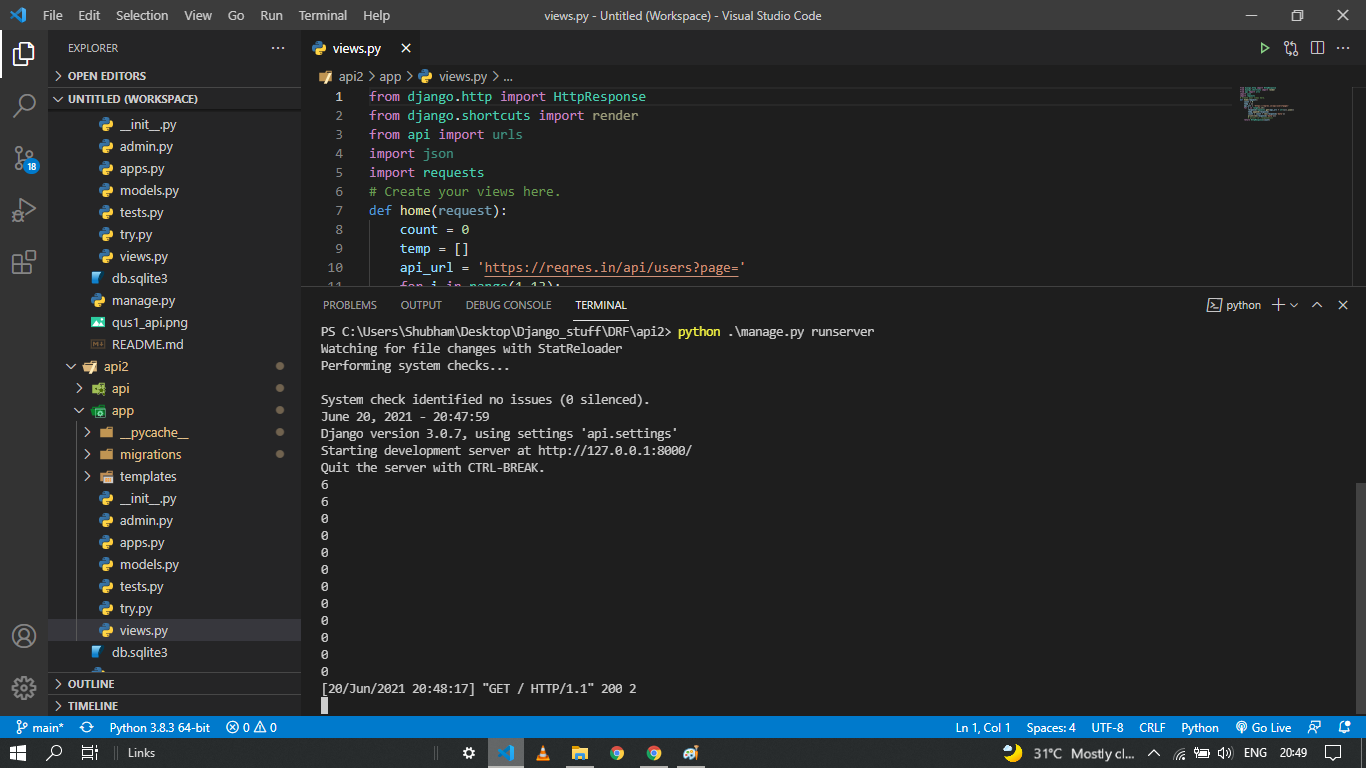 File Edit Selection View Go Run Terminal Help
views.py - Untitled (Workspace) - Visual Studio Code
EXPLORER
OPEN EDITORS
UNTITLED (WORKSPACE)
__init__.py
admin.py
apps.py
models.py
tests.py
try.py
views.py
db.sqlite3
manage.py
qus1_api.png
README.md
api2
api
app
__pycache__
migrations
templates
__init__.py
admin.py
apps.py
models.py
tests.py
try.py
views.py
db.sqlite3
OUTLINE
TIMELINE
18
views.py
api2 > app > views.py > ...
1 from django.http import HttpResponse
2 from django.shortcuts import render
3 from api import urls
4 import json
5 import requests
6 # Create your views here.
7 def home(request):
8 count = 0
9 temp = []
10 api_url = 'https://reqres.in/api/users?page='
11 for i in range(1,13):
PROBLEMS OUTPUT DEBUG CONSOLE TERMINAL
python
PS C:\Users\Shubham\Desktop\Django_stuff\DRF\api2> python .\manage.py runserver
Watching for file changes with StatReloader
Performing system checks...
System check identified no issues (0 silenced).
June 20, 2021 - 20:47:59
Django version 3.0.7, using settings 'api.settings'
Starting development server at http://127.0.0.1:8000/
Quit the server with CTRL-BREAK.
6
6
0
0
0
0
0
0
0
0
0
0
[20/Jun/2021 20:48:17] "GET / HTTP/1.1" 200 2
main* Python 3.8.3 64-bit 0 0
Ln 1, Col 1 Spaces: 4 UTF-8 CRLF Python Go Live
Links
31°C Mostly cl... ENG 20:49